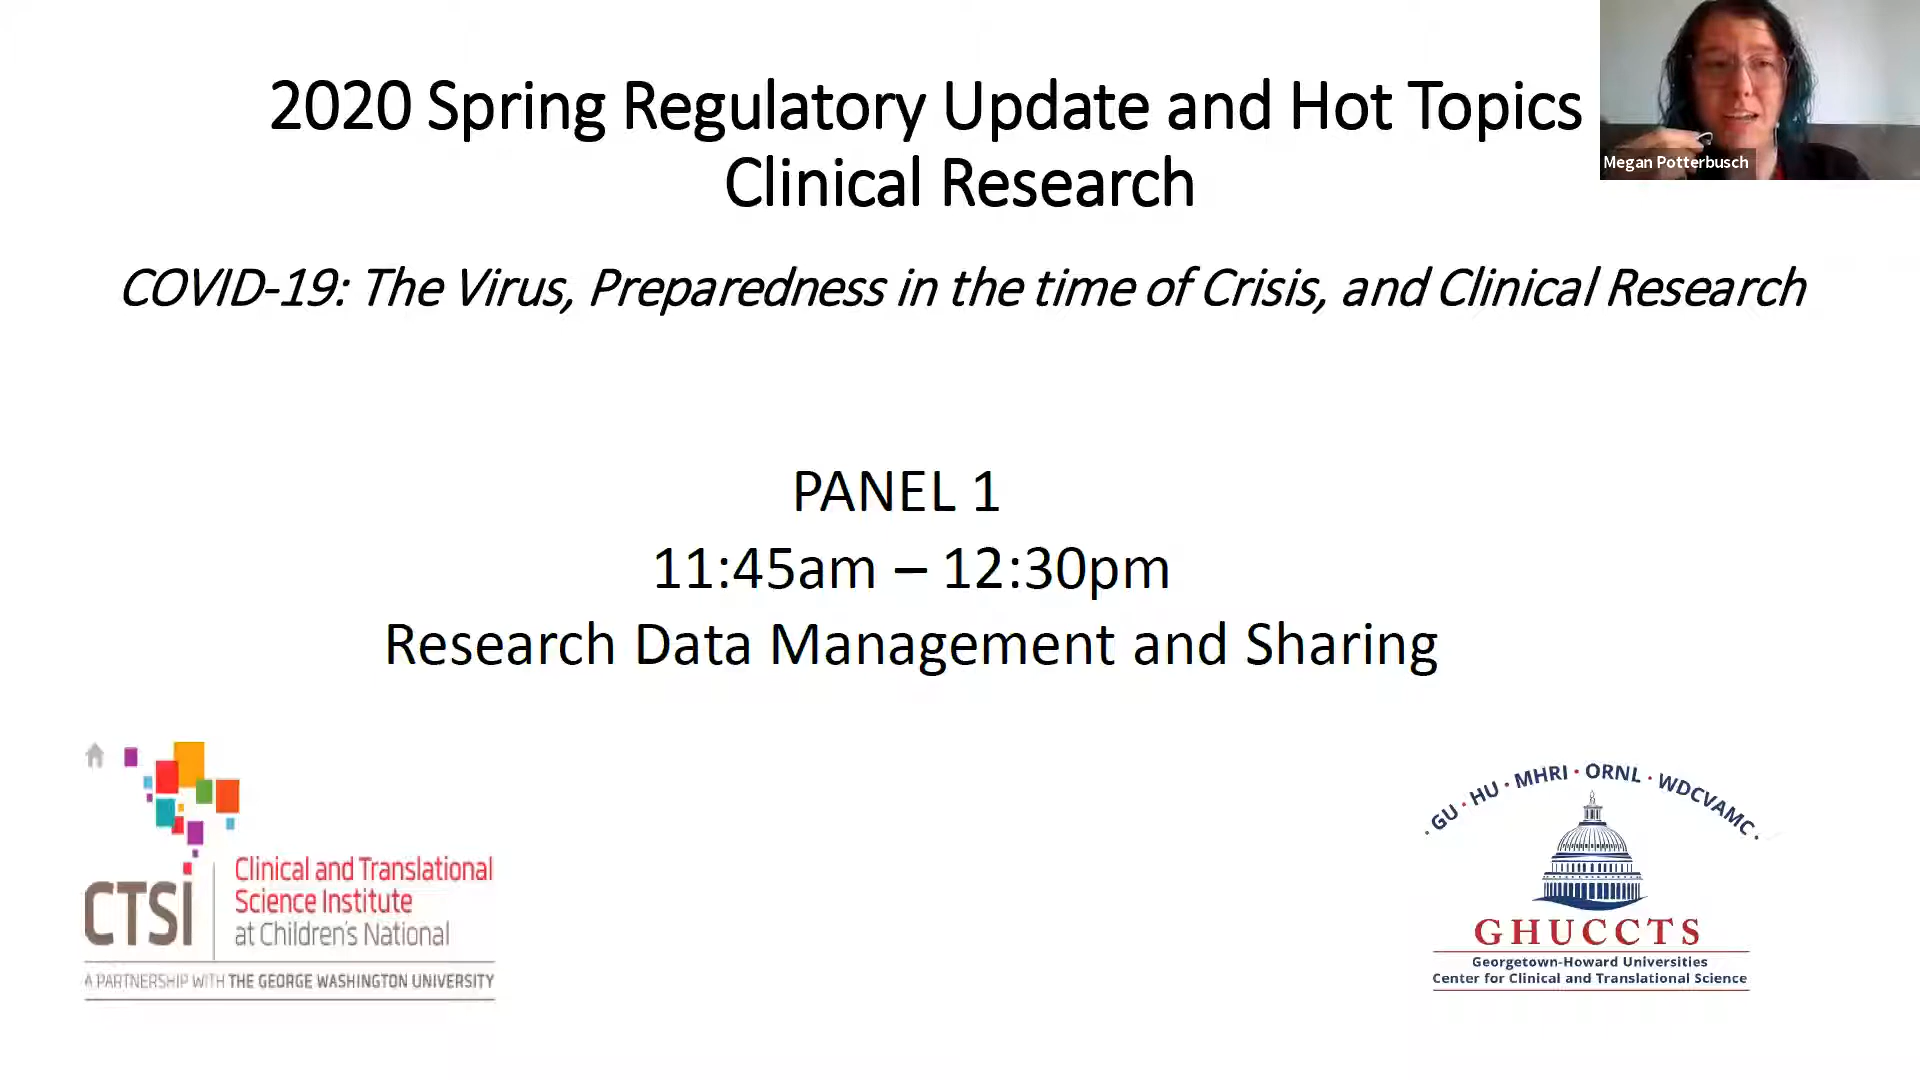 2020 Spring Regulatory Update and Hot Topics
Clinical Research
Megan Potterbusch
COVID-19: The Virus, Preparedness in the time of Crisis, and Clinical Research
PANEL 1
11:45am – 12:30pm
Research Data Management and Sharing
CTSi
Clinical and Translational
Science Institute
at Children's National
A PARTNERSHIP WITH THE GEORGE WASHINGTON UNIVERSITY
· GU · HU · MHRI · ORNL · WDCVAMC ·
GHUCCTS
Georgetown-Howard Universities
Center for Clinical and Translational Science